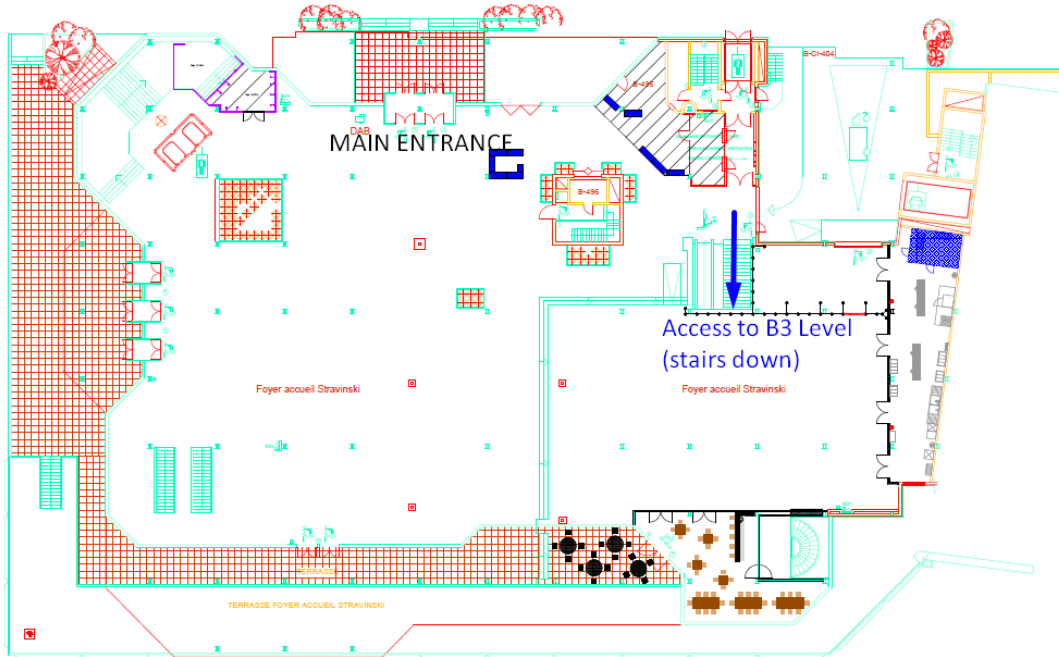 B-CI-404
B-495
DAB
MAIN ENTRANCE
B-496
Access to B3 Level
(stairs down)
Foyer accueil Stravinski
Foyer accueil Stravinski
TERRASSE
TERRASSE FOYER ACCUEIL STRAVINSKI